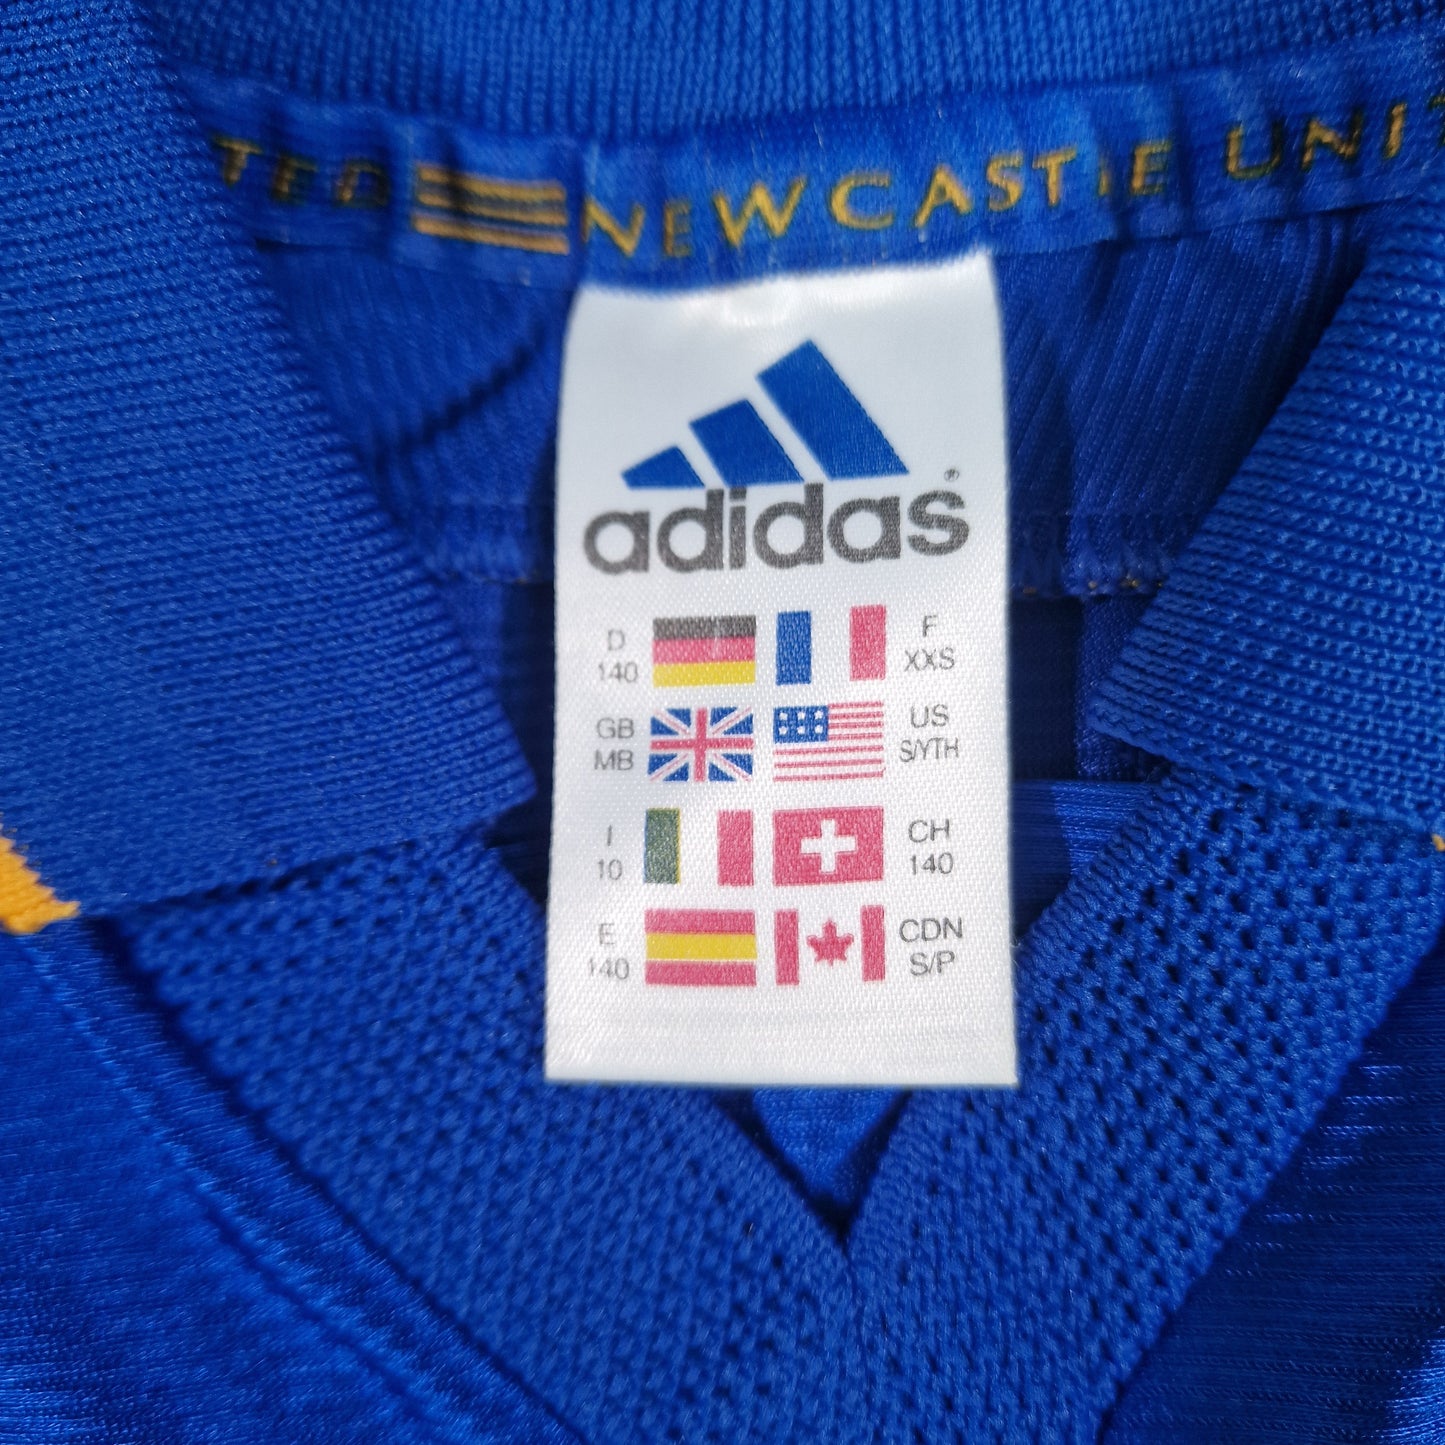 TED NEWCASTLE UNIT
adidas®
D
140
F
XXS
GB
MB
US
S/YTH
I
10
CH
140
E
140
CDN
S/P